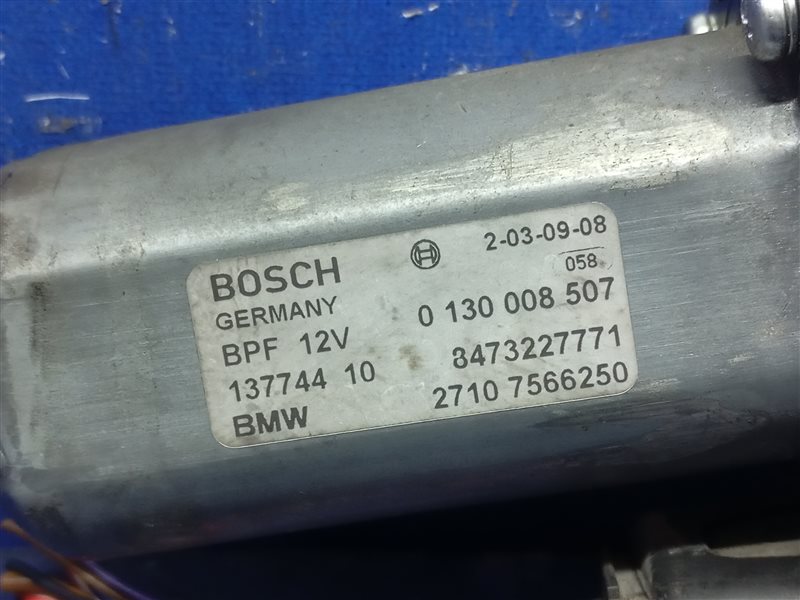 BOSCH 2-03-09-08
058
GERMANY
0 130 008 507
BPF 12V
8473227771
137744 10
2710 7566250
BMW